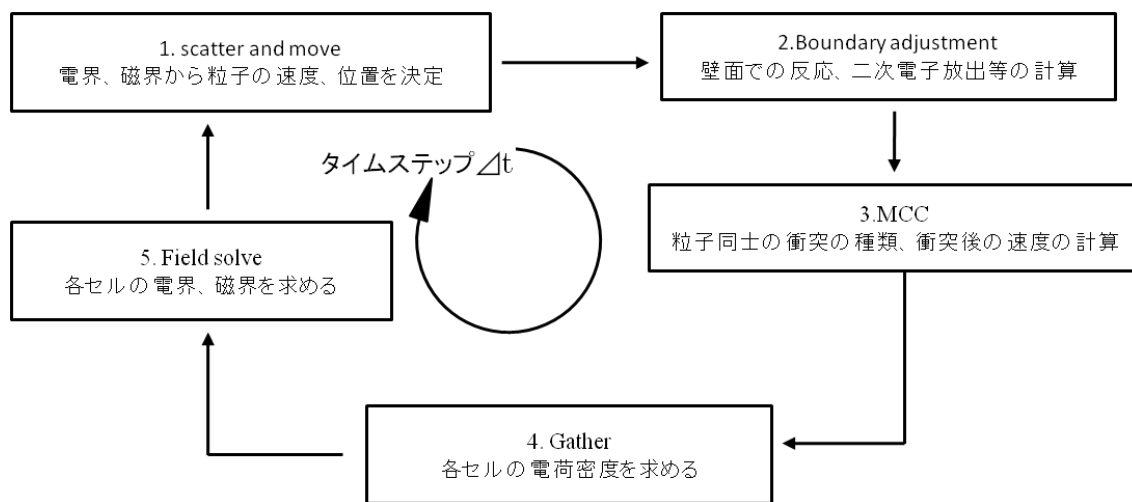 1. scatter and move
電界、磁界から粒子の速度、位置を決定
2.Boundary adjustment
壁面での反応、二次電子放出等の計算
タイムステップ⊿t
3.MCC
粒子同士の衝突の種類、衝突後の速度の計算
4. Gather
各セルの電荷密度を求める
5. Field solve
各セルの電界、磁界を求める